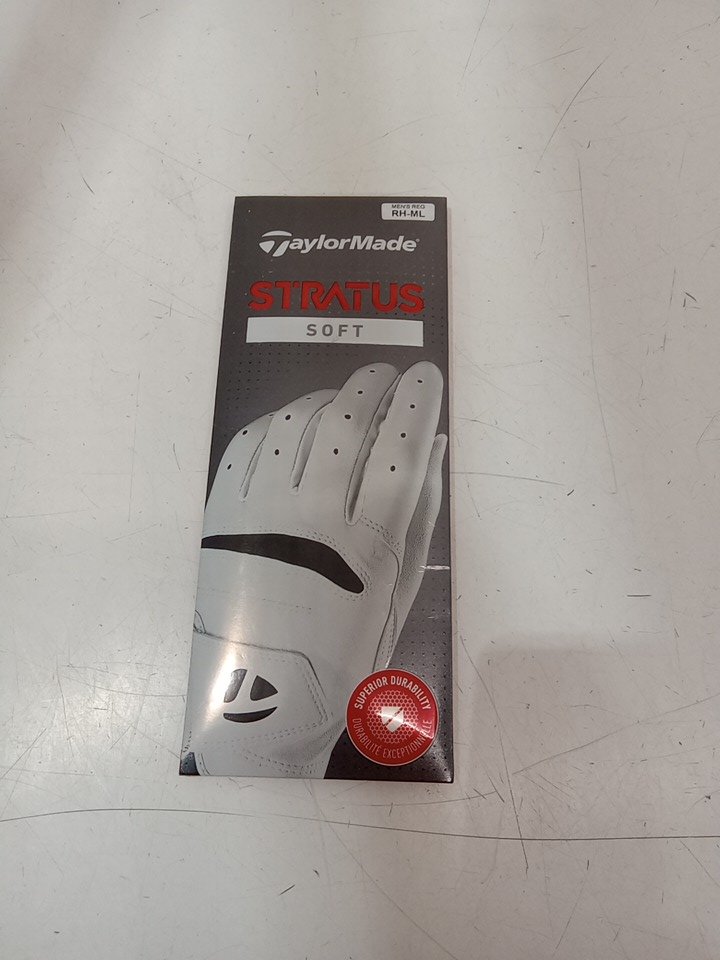 MEN'S REG
RH-ML
TaylorMade
STRATUS
SOFT
SUPERIOR DURABILITY
DURABILITÉ EXCEPTIONNELLE